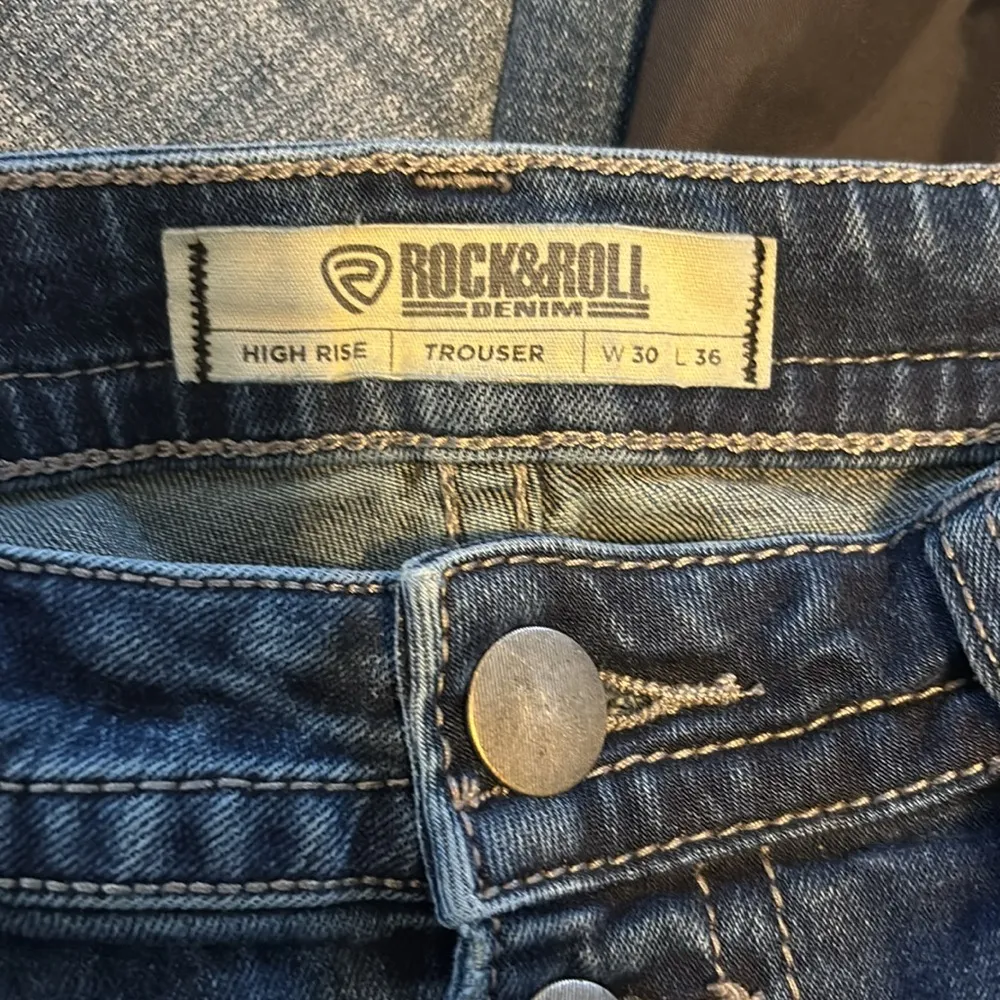 ROCK&ROLL
DENIM
HIGH RISE TROUSER W 30 L 36